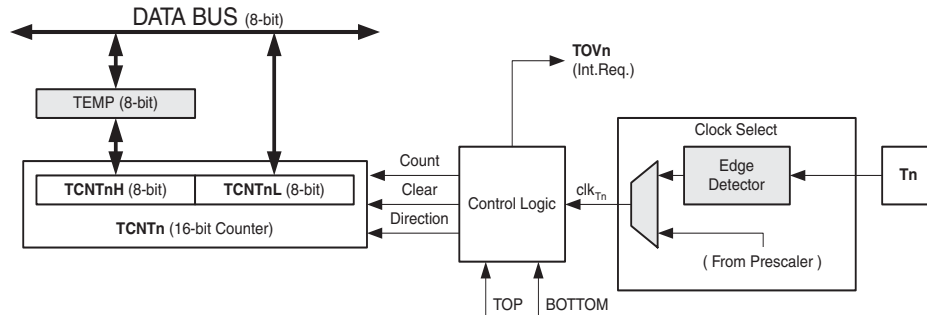 DATA BUS (8-bit)
TEMP (8-bit)
TCNTnH (8-bit) TCNTnL (8-bit)
TCNTn (16-bit Counter)
Count
Clear
Direction
Control Logic
TOVn
(Int.Req.)
TOP
BOTTOM
clkTn
Clock Select
Edge
Detector
( From Prescaler )
Tn